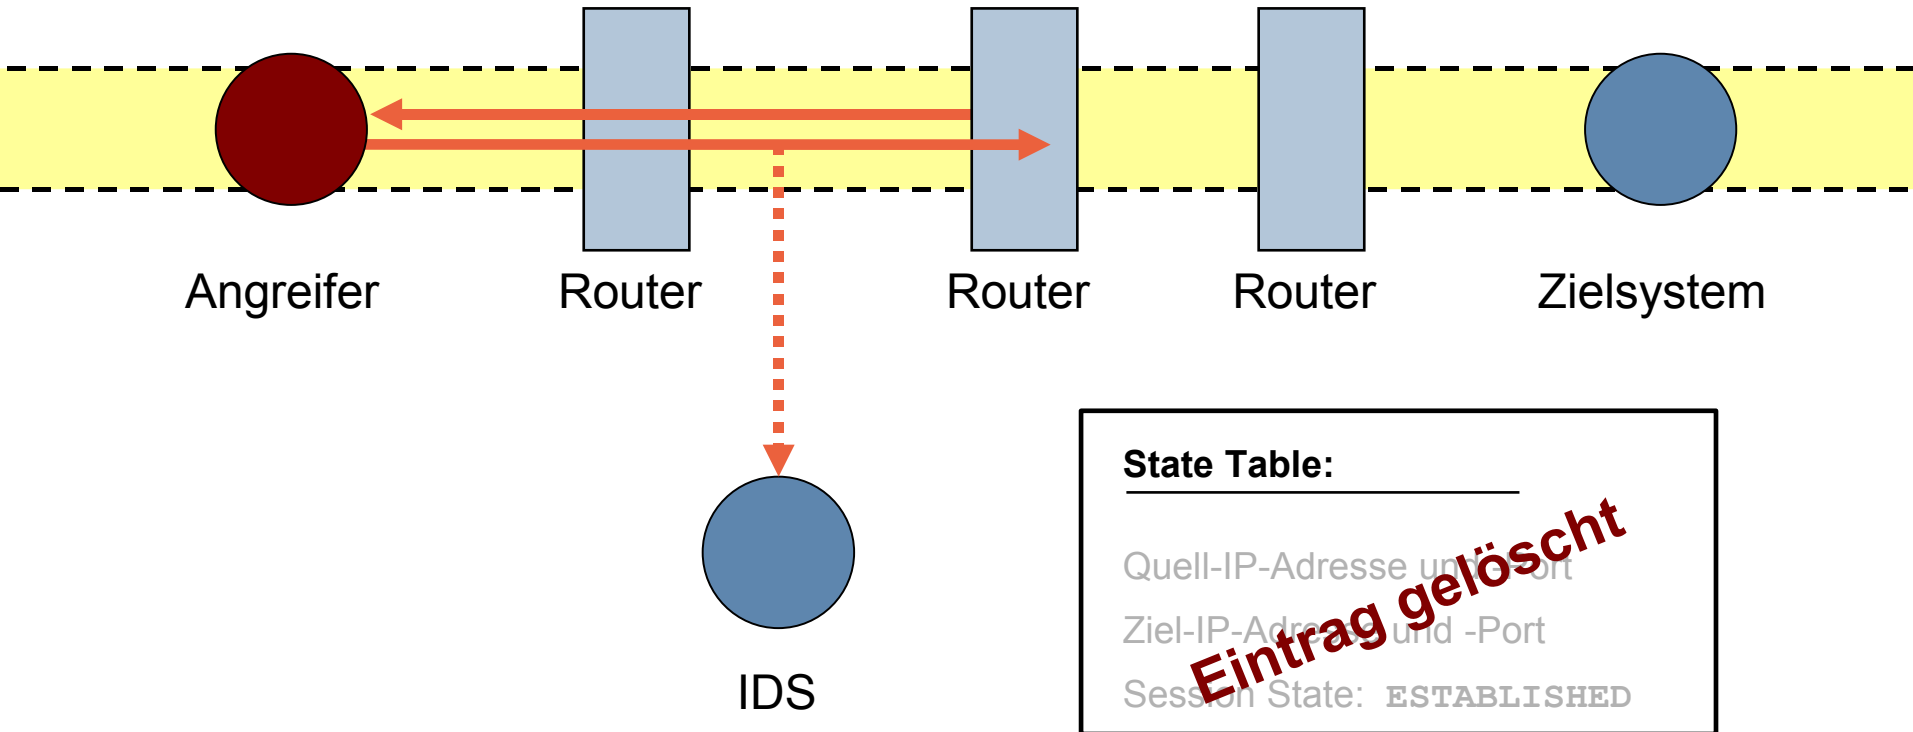 Angreifer
Router
Router
Router
Zielsystem
IDS
State Table:
Quell-IP-Adresse und -Port
Ziel-IP-Adresse und -Port
Session State: ESTABLISHED
Eintrag gelöscht